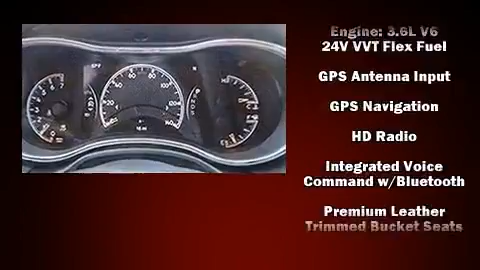 Engine: 3.6L V6
24V VVT Flex Fuel
GPS Antenna Input
GPS Navigation
HD Radio
Integrated Voice
Command w/Bluetooth
Premium Leather
Trimmed Bucket Seats